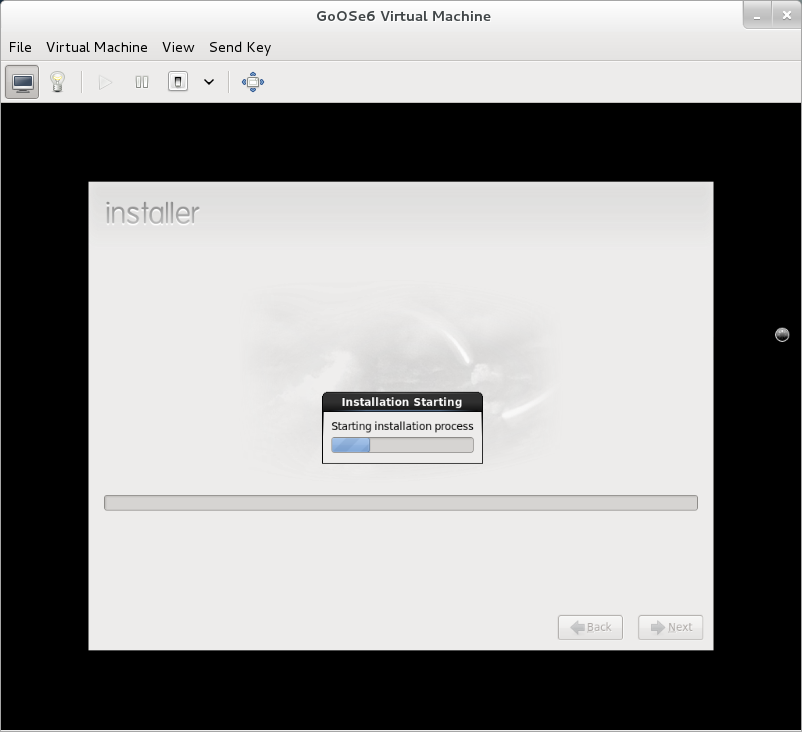 GoOSe6 Virtual Machine
File Virtual Machine View Send Key
installer
Installation Starting
Starting installation process
Back Next